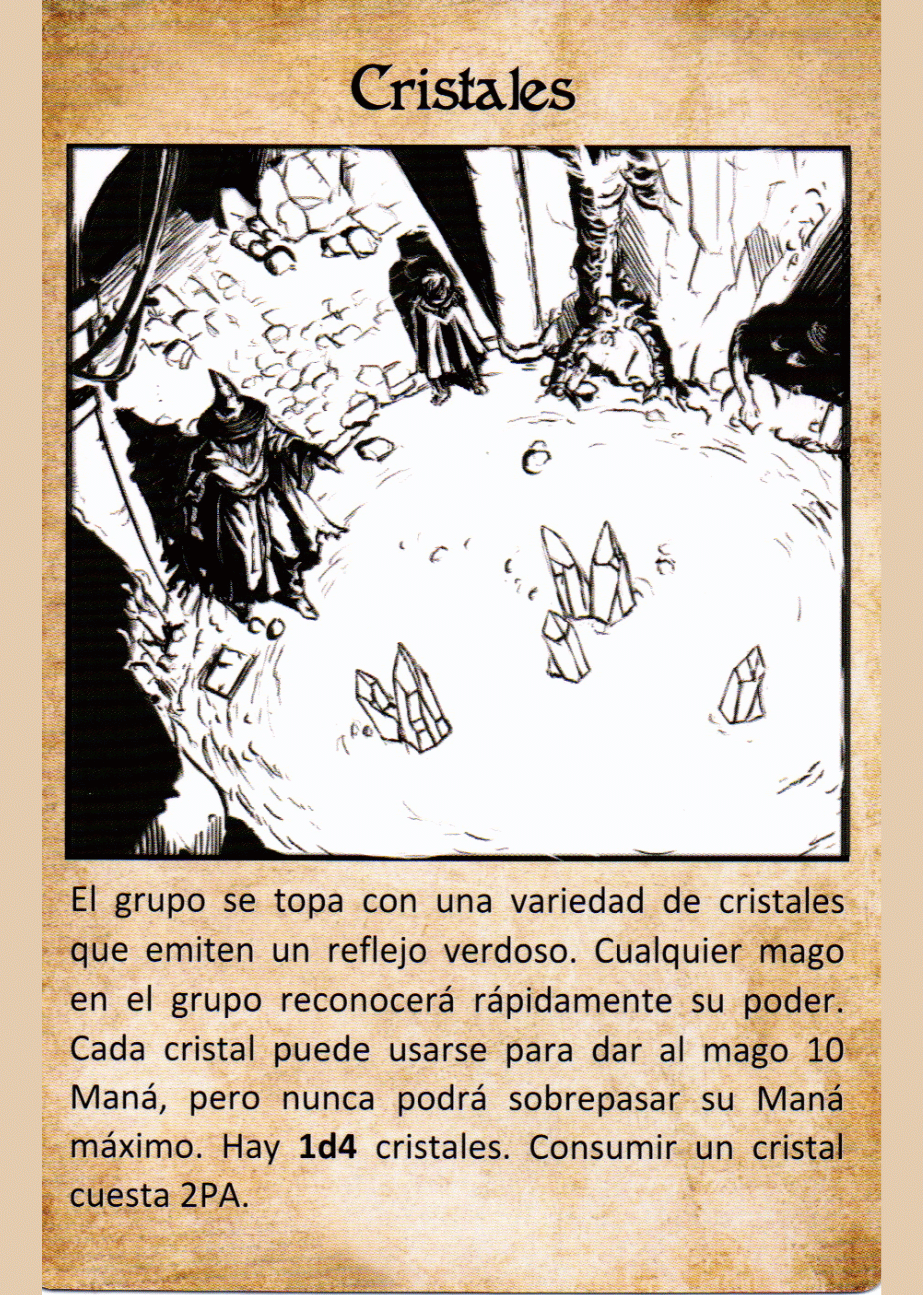 Cristales
El grupo se topa con una variedad de cristales
que emiten un reflejo verdoso. Cualquier mago
en el grupo reconocerá rápidamente su poder.
Cada cristal puede usarse para dar al mago 10
Maná, pero nunca podrá sobrepasar su Maná
máximo. Hay 1d4 cristales. Consumir un cristal
cuesta 2PA.